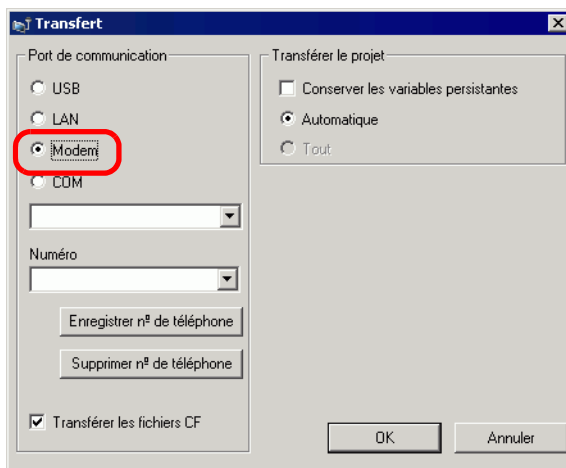 Transfert
Port de communication
USB
LAN
Modem
COM
Numéro
Enregistrer nº de téléphone
Supprimer nº de téléphone
Transférer les fichiers CF
Transférer le projet
Conserver les variables persistantes
Automatique
Tout
OK
Annuler